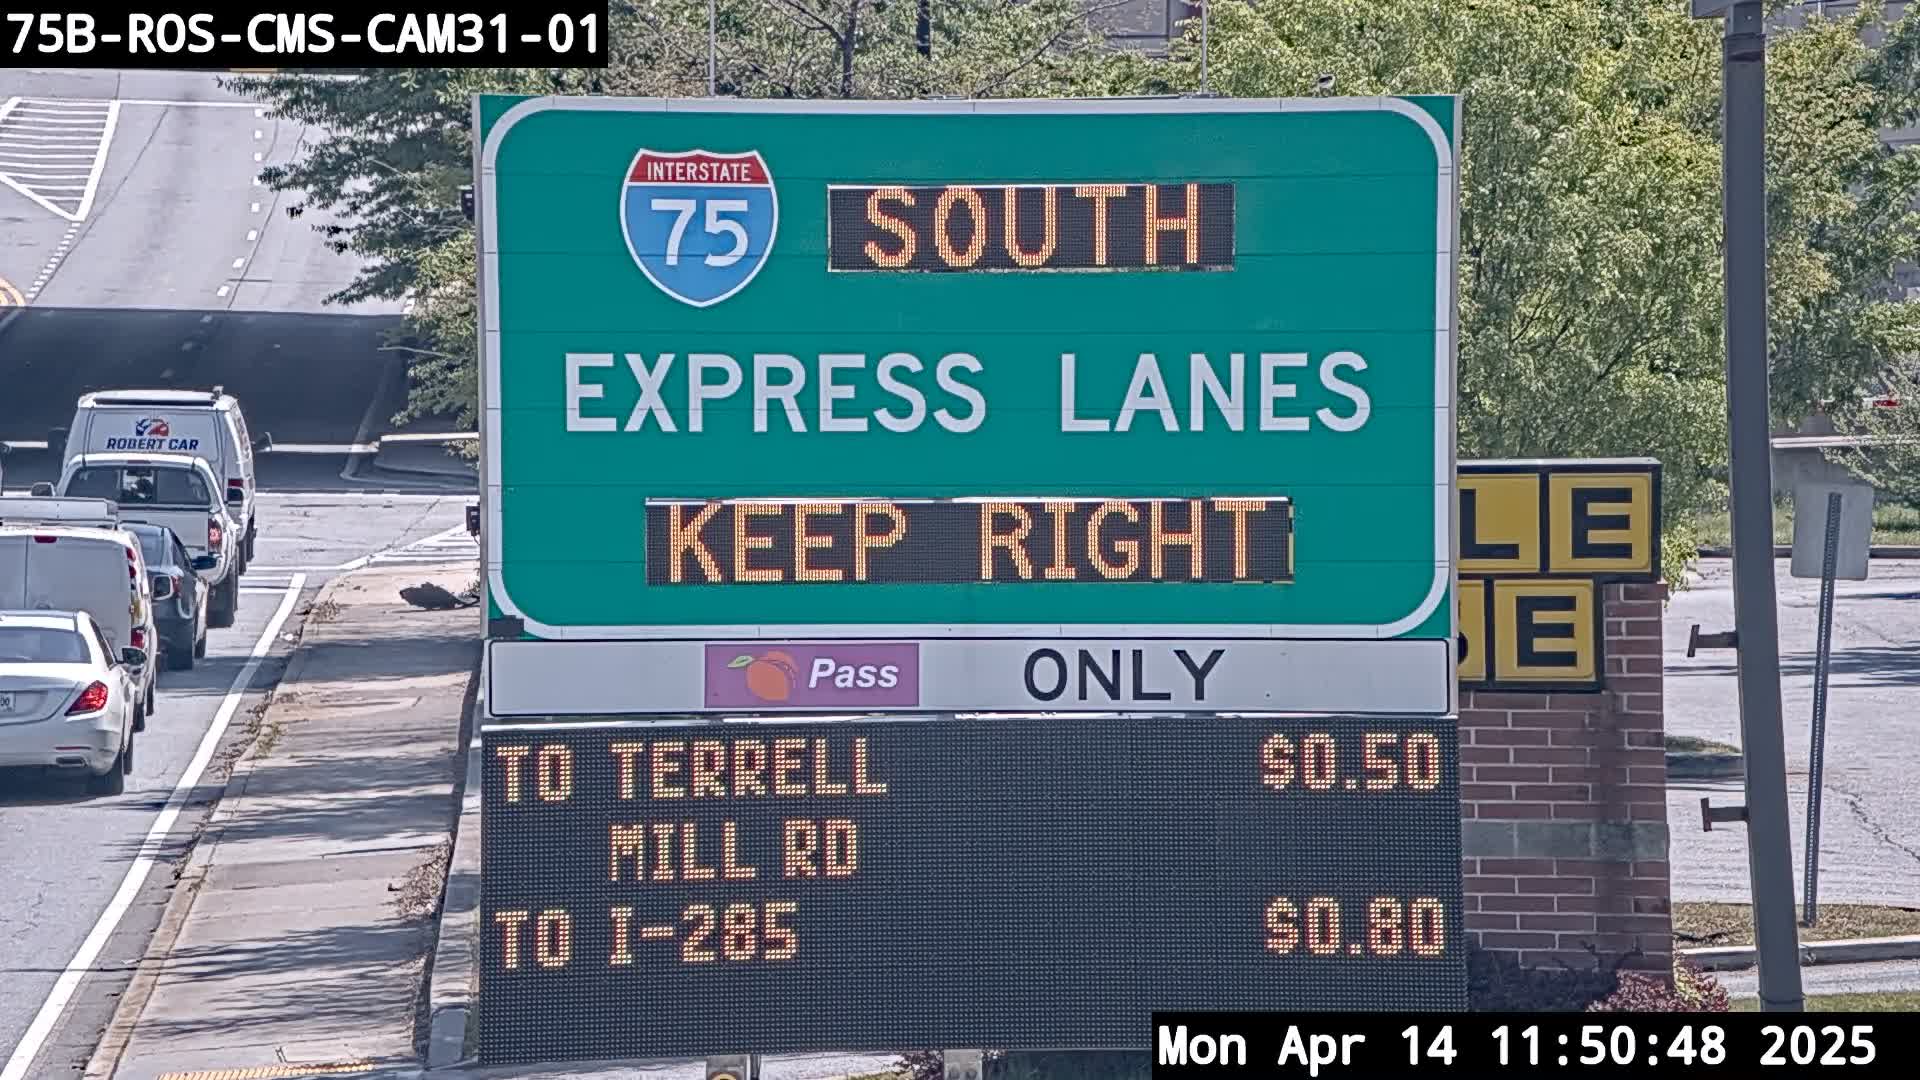 75B-ROS-CMS-CAM31-01
INTERSTATE
75
SOUTH
EXPRESS LANES
KEEP RIGHT
Pass ONLY
TO TERRELL $0.50
MILL RD
TO I-285 $0.80
ROBERT CAR
LE
E
Mon Apr 14 11:50:48 2025